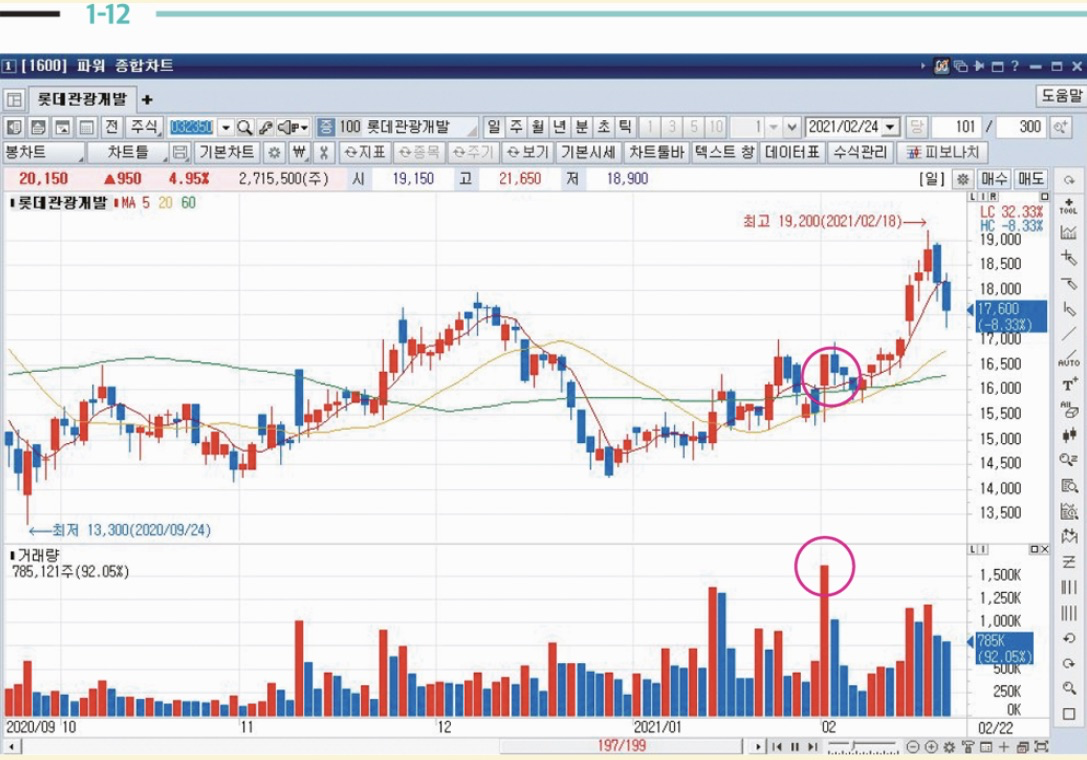 1-12
1 [1600] 파워 종합차트 ?
롯데관광개발 + 도움말
전 주식 032350 증 100 롯데관광개발 일 주 월 년 분 초 틱 1 3 5 10 1 2021/02/24 당 101 / 300
봉차트 차트틀 기본차트 ₩ 지표 종목 주기 보기 기본시세 차트툴바 텍스트 창 데이터표 수식관리 피보나치
20,150 ▲950 4.95% 2,715,500(주) 시 19,150 고 21,650 저 18,900 [일] 매수 매도
롯데관광개발 MA 5 20 60 L I R
최고 19,200(2021/02/18)→
LC 32.33%
HC -8.33%
TOOL
19,000
18,500
18,000
17,600
(-8.33%)
17,000
16,500
AUTO
16,000
T+
All
15,500
15,000
14,500
14,000
13,500
←최저 13,300(2020/09/24)
거래량 L I
785,121주(92.05%)
1,500K
1,250K
1,000K
785K
(92.05%)
500K
250K
0K
2020/09 10 11 12 2021/01 02 02/22
197/199